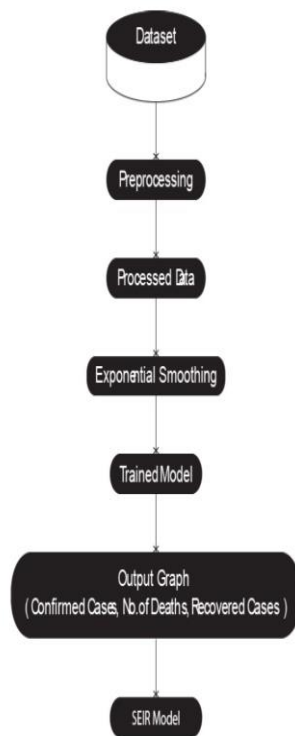 Dataset
Preprocessing
Processed Data
Exponential Smoothing
Trained Model
Output Graph
( Confirmed Cases, No. of Deaths, Recovered Cases )
SEIR Model